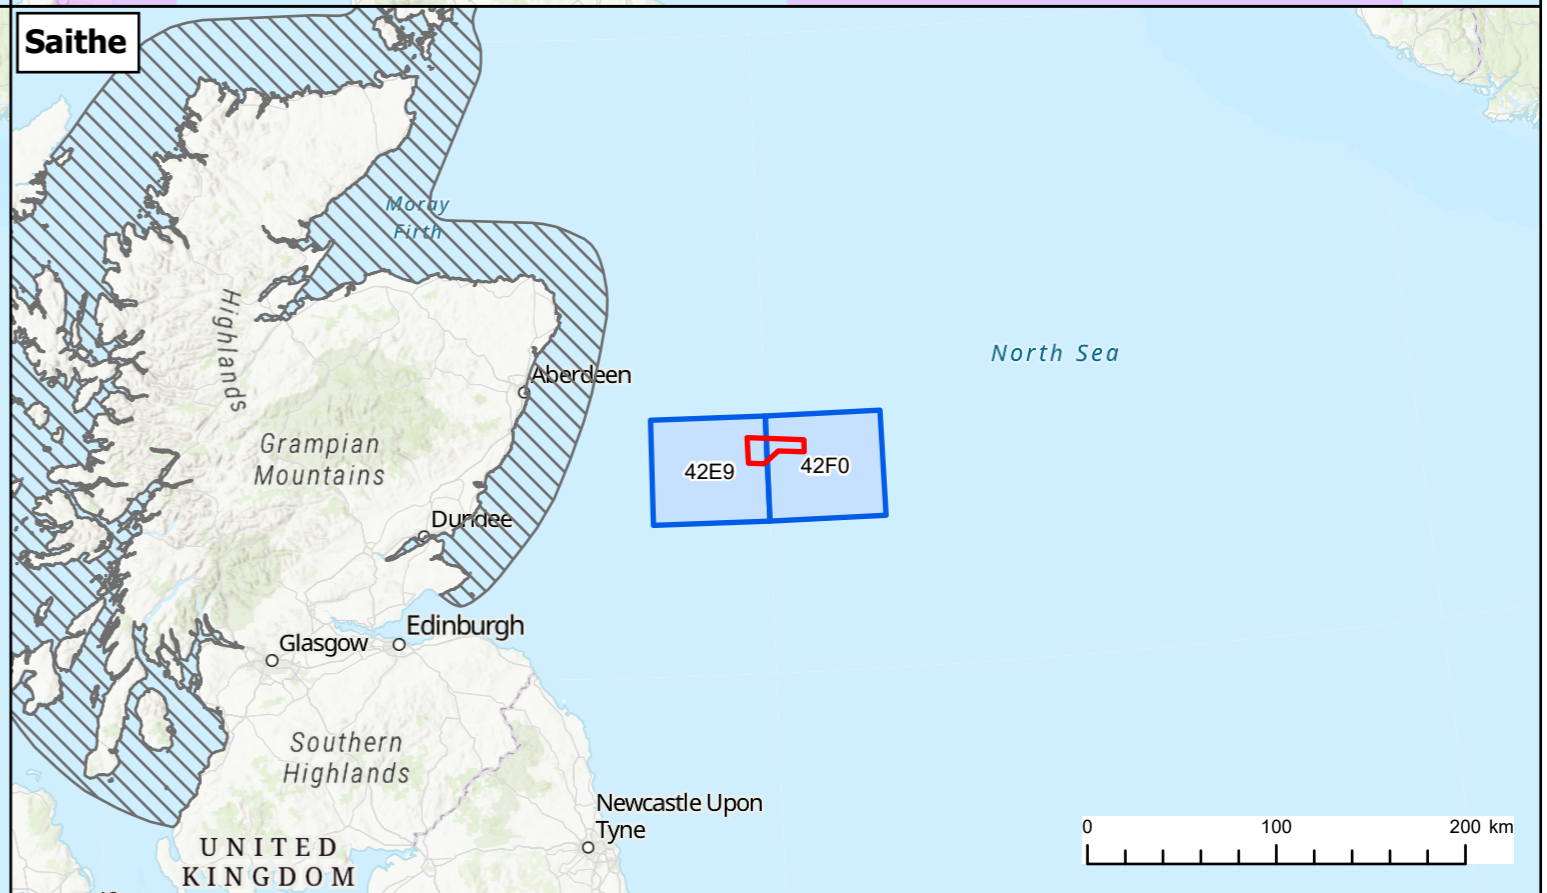 Saithe
Moray
Firth
Highlands
North Sea
Aberdeen
Grampian
Mountains
42E9
42F0
Dundee
Edinburgh
Glasgow
Southern
Highlands
Newcastle Upon
Tyne
UNITED
KINGDOM
0 100 200 km